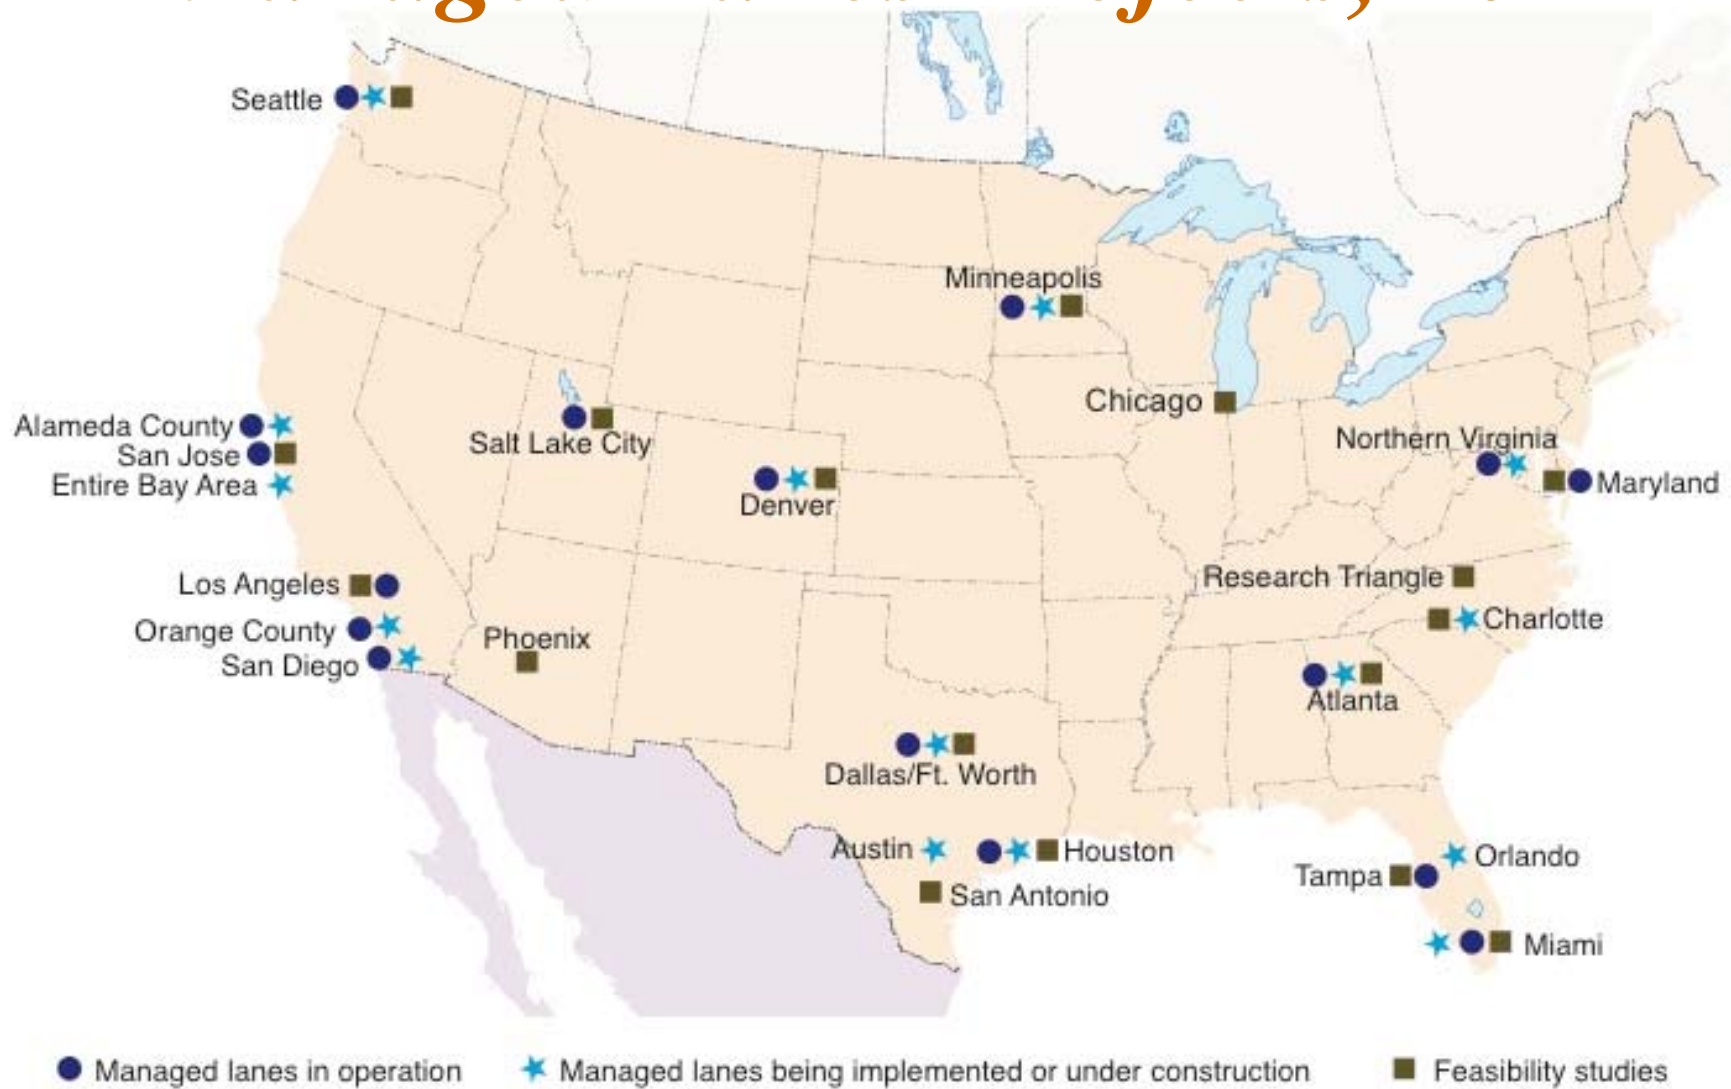 Seattle
Minneapolis
Chicago
Alameda County
San Jose
Entire Bay Area
Salt Lake City
Denver
Northern Virginia
Maryland
Los Angeles
Orange County
San Diego
Phoenix
Research Triangle
Charlotte
Atlanta
Dallas/Ft. Worth
Austin
Houston
San Antonio
Orlando
Tampa
Miami
Managed lanes in operation
Managed lanes being implemented or under construction
Feasibility studies